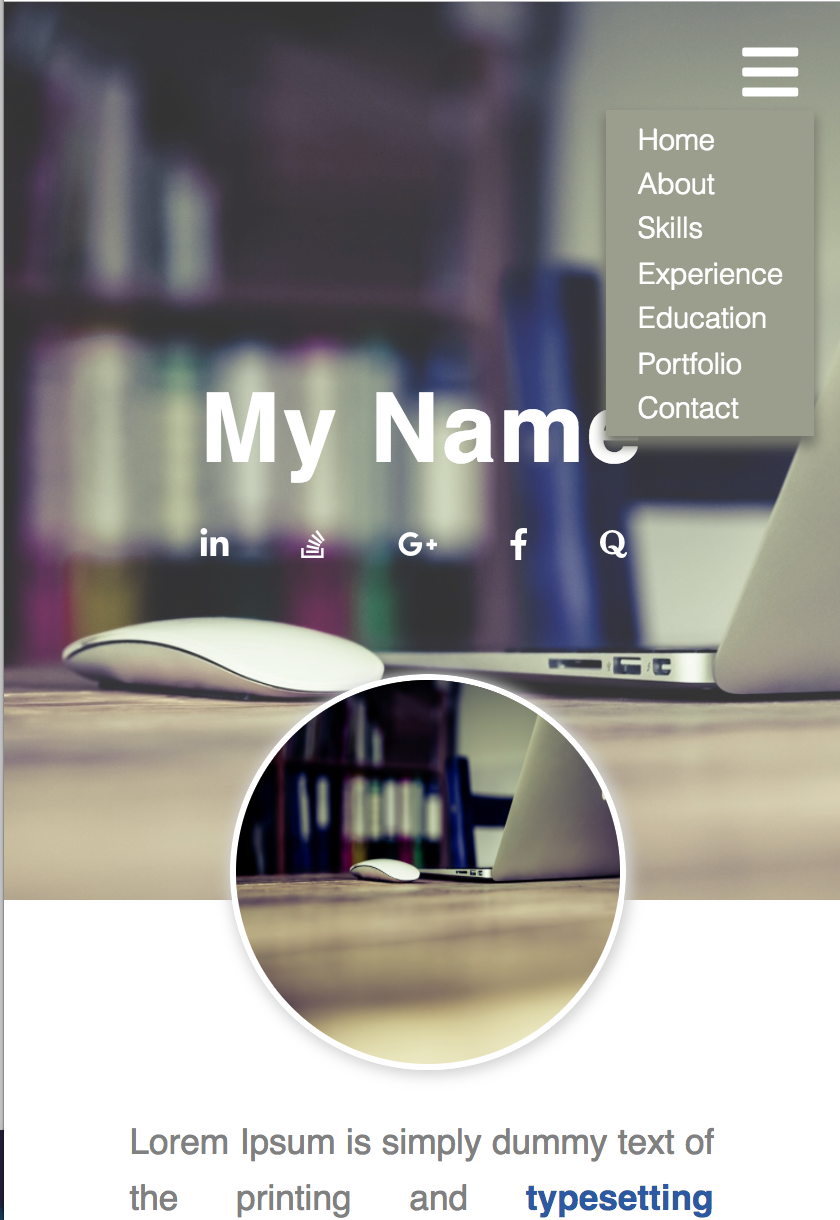 Home
About
Skills
Experience
Education
Portfolio
Contact
My Name
in G+ f Q
Lorem Ipsum is simply dummy text of
the printing and typesetting